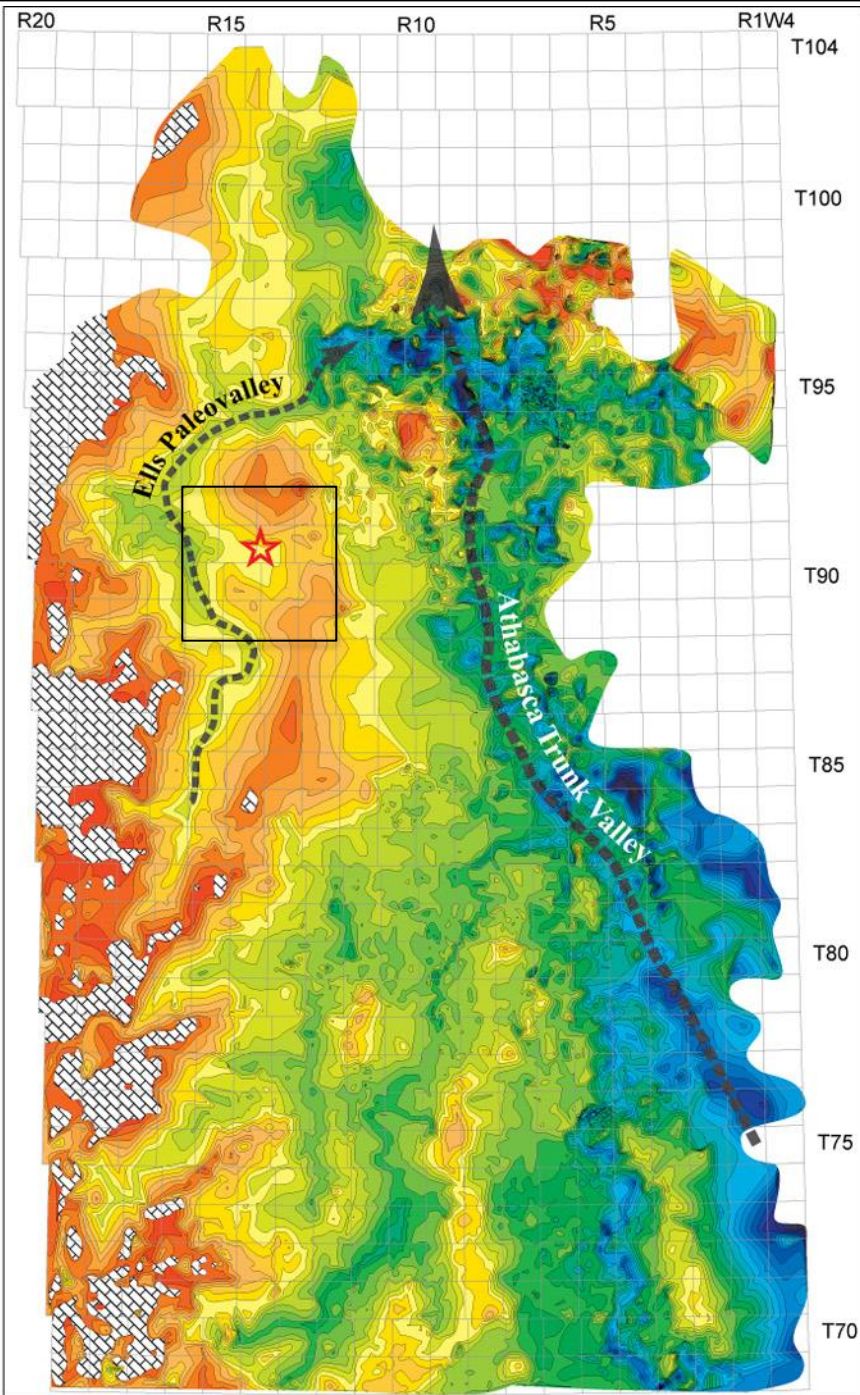 R20
R15
R10
R5
R1W4
T104
T100
T95
Ells Paleovalley
T90
Athabasca Trunk Valley
T85
T80
T75
T70